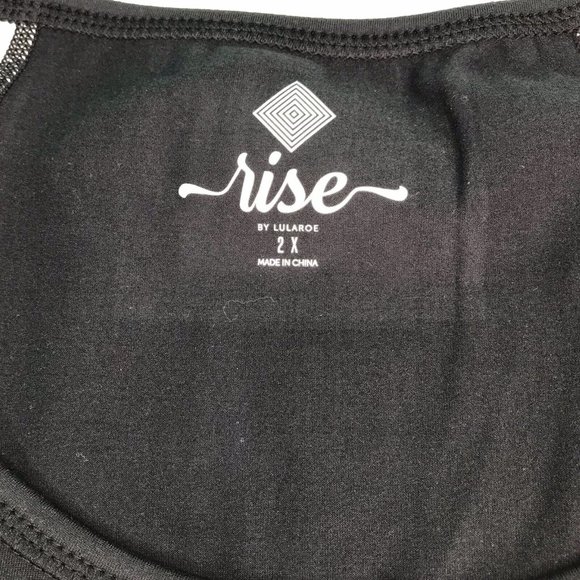 rise
BY LULAROE
2 X
MADE IN CHINA